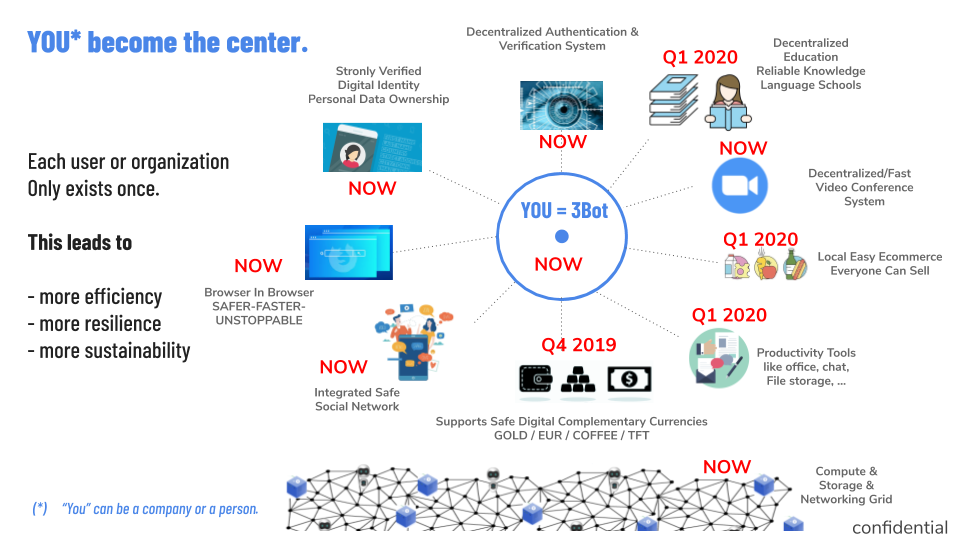 YOU* become the center.
Each user or organization
Only exists once.
This leads to
- more efficiency
- more resilience
- more sustainability
Stronly Verified
Digital Identity
Personal Data Ownership
NOW
Decentralized Authentication &
Verification System
NOW
Q1 2020
Decentralized
Education
Reliable Knowledge
Language Schools
NOW
Decentralized/Fast
Video Conference
System
YOU = 3Bot
NOW
Q1 2020
Local Easy Ecommerce
Everyone Can Sell
NOW
Browser In Browser
SAFER-FASTER-
UNSTOPPABLE
Q1 2020
Productivity Tools
like office, chat,
File storage, ...
NOW
Integrated Safe
Social Network
Q4 2019
Supports Safe Digital Complementary Currencies
GOLD / EUR / COFFEE / TFT
NOW
Compute &
Storage &
Networking Grid
(*) “You” can be a company or a person.
confidential